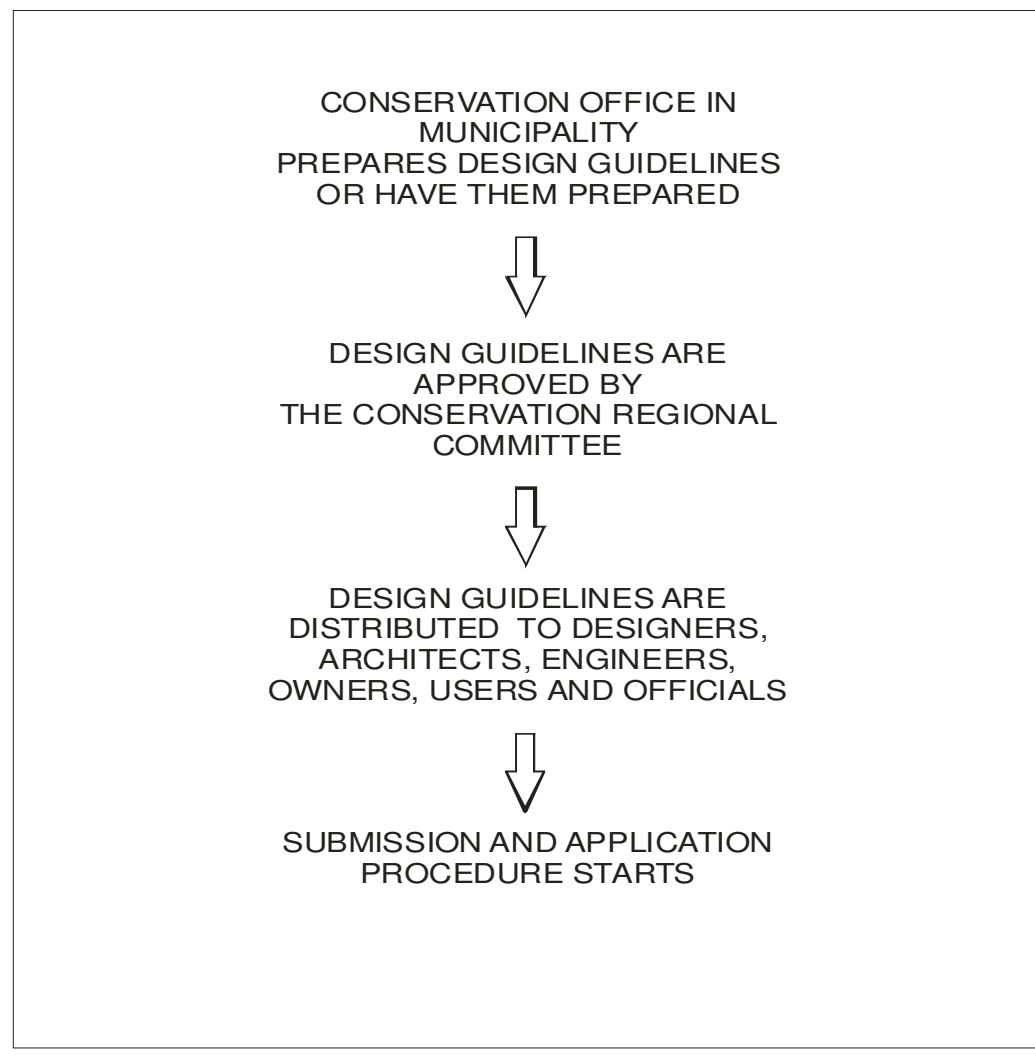 CONSERVATION OFFICE IN
MUNICIPALITY
PREPARES DESIGN GUIDELINES
OR HAVE THEM PREPARED
DESIGN GUIDELINES ARE
APPROVED BY
THE CONSERVATION REGIONAL
COMMITTEE
DESIGN GUIDELINES ARE
DISTRIBUTED TO DESIGNERS,
ARCHITECTS, ENGINEERS,
OWNERS, USERS AND OFFICIALS
SUBMISSION AND APPLICATION
PROCEDURE STARTS